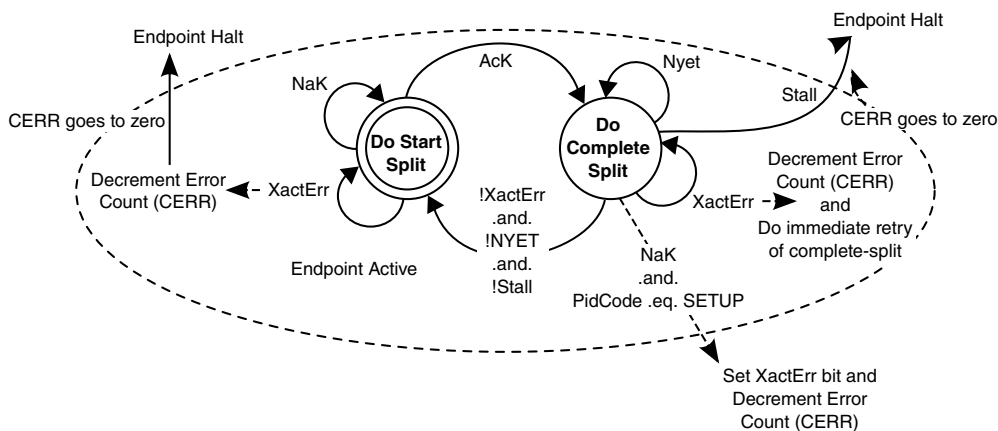 Endpoint Halt
Endpoint Halt
AcK
NaK
Nyet
Stall
CERR goes to zero
CERR goes to zero
Do Start
Split
Do
Complete
Split
Decrement Error
Count (CERR)
XactErr
!XactErr
.and.
!NYET
.and.
!Stall
XactErr
Decrement Error
Count (CERR)
and
Do immediate retry
of complete-split
Endpoint Active
NaK
.and.
PidCode .eq. SETUP
Set XactErr bit and
Decrement Error
Count (CERR)